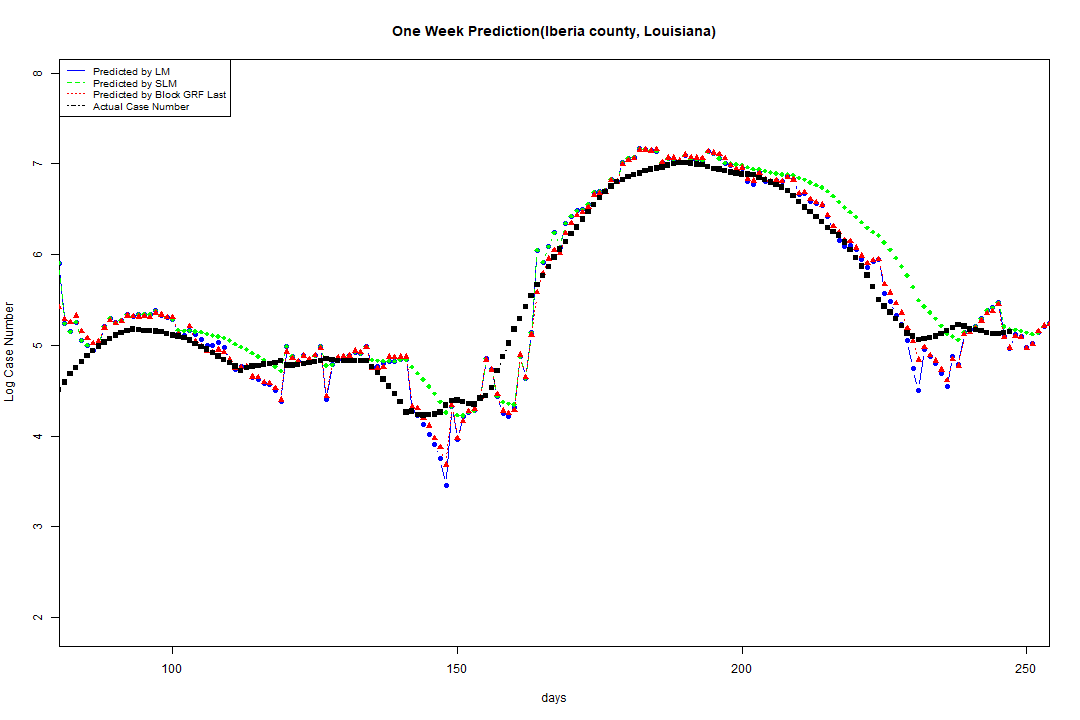 One Week Prediction(Iberia county, Louisiana)
Predicted by LM
Predicted by SLM
Predicted by Block GRF Last
Actual Case Number
8
7
6
5
4
3
2
Log Case Number
100 150 200 250
days